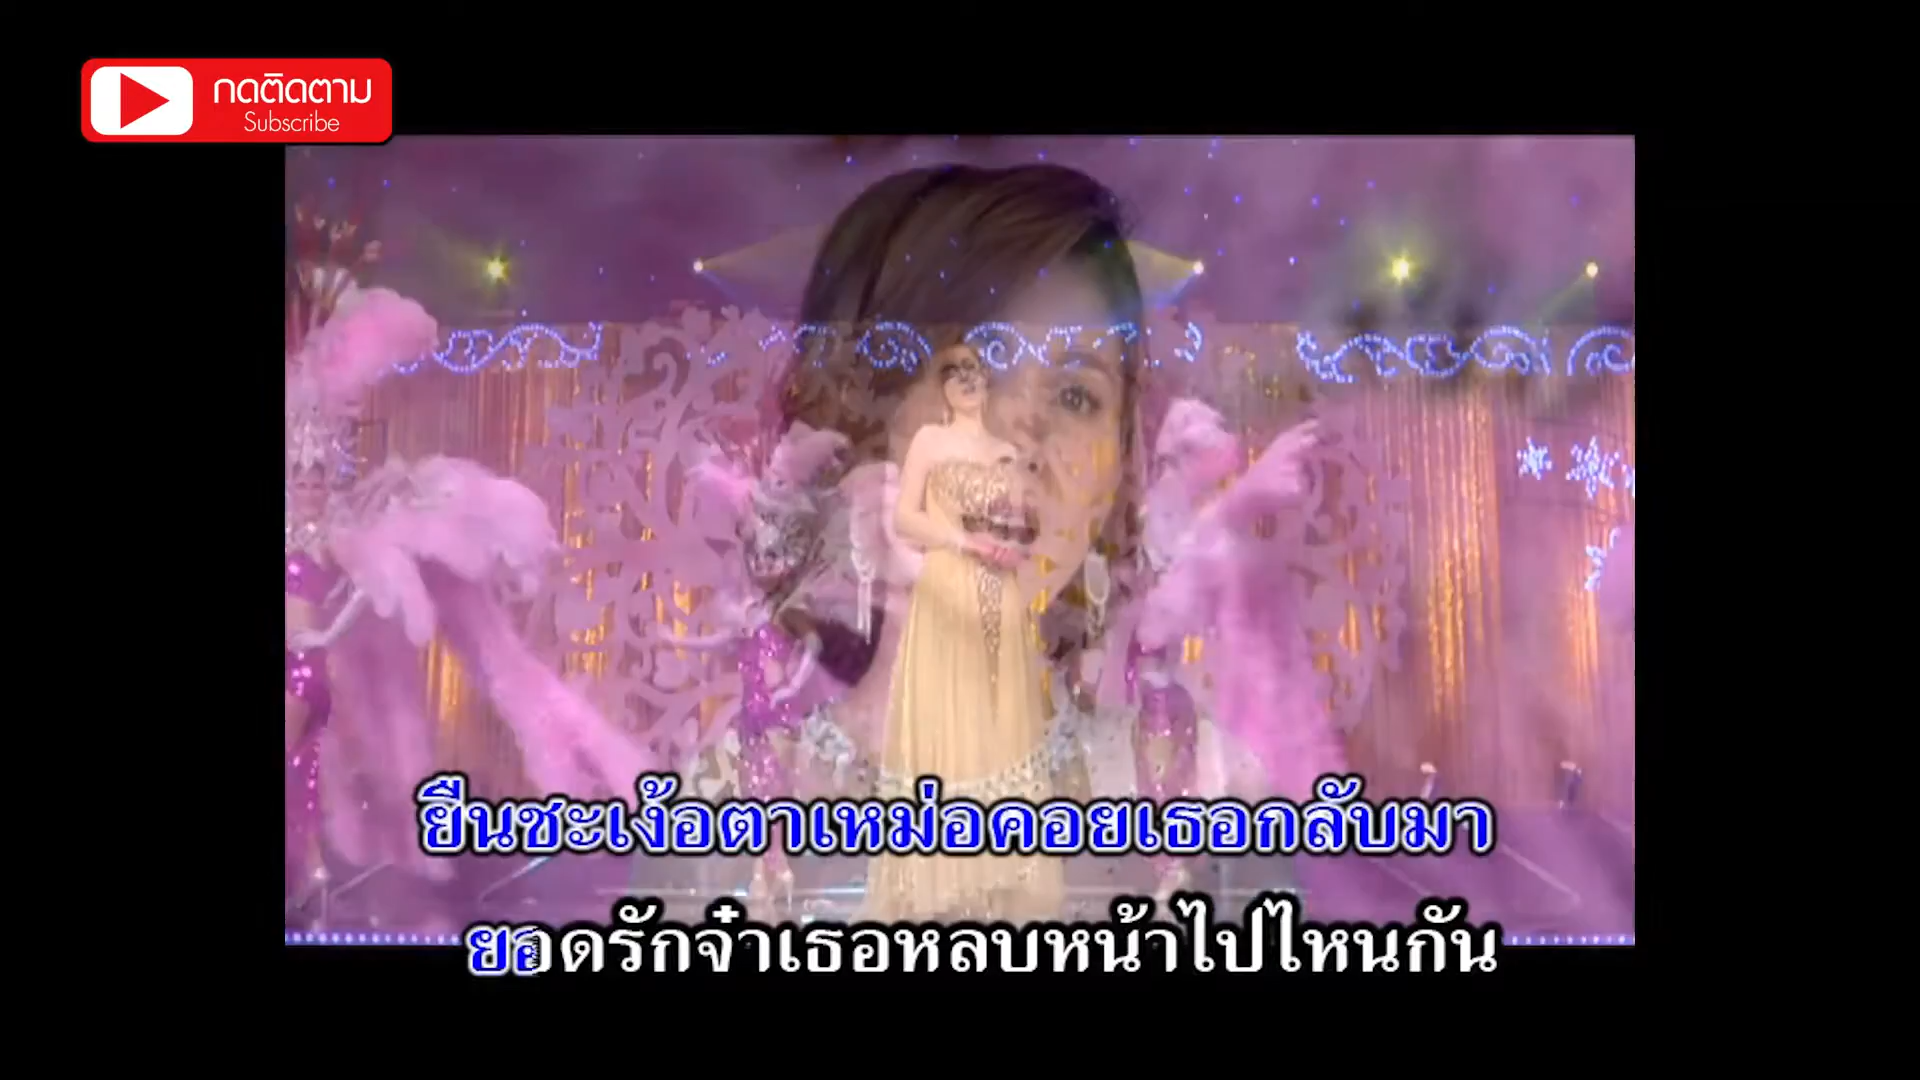 กดติดตาม
Subscribe
ยืนชะเง้อตาเหม่อคอยเธอกลับมา
ยอดรักจ๋าเธอหลบหน้าไปไหนกัน